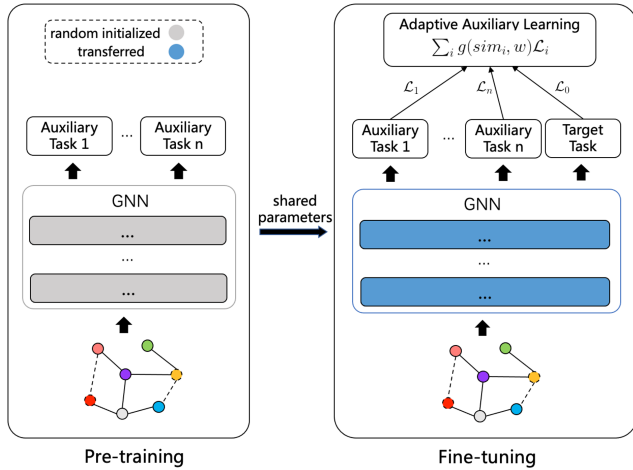 random initialized
transferred
Auxiliary
Task 1
...
Auxiliary
Task n
GNN
...
...
...
Pre-training
shared
parameters
Adaptive Auxiliary Learning
∑ᵢ g(simᵢ, w)ℒᵢ
ℒ₁
ℒₙ
ℒ₀
Auxiliary
Task 1
...
Auxiliary
Task n
Target
Task
GNN
...
...
...
Fine-tuning